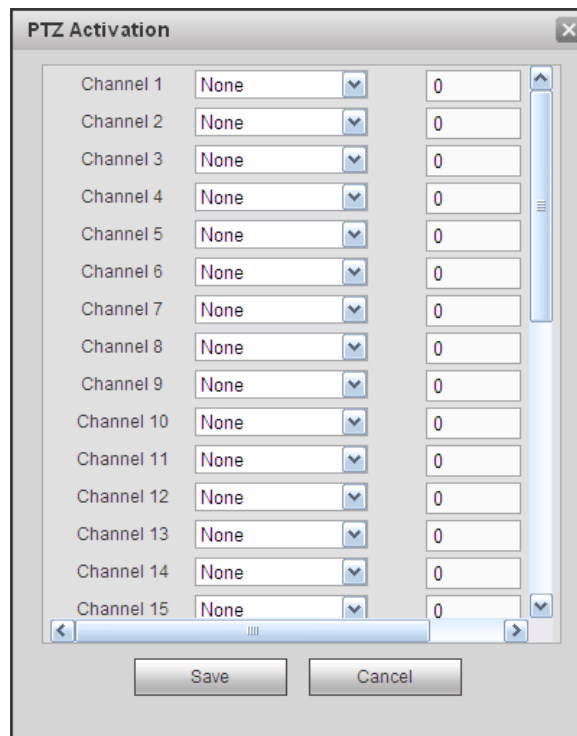 PTZ Activation
Channel 1 None 0
Channel 2 None 0
Channel 3 None 0
Channel 4 None 0
Channel 5 None 0
Channel 6 None 0
Channel 7 None 0
Channel 8 None 0
Channel 9 None 0
Channel 10 None 0
Channel 11 None 0
Channel 12 None 0
Channel 13 None 0
Channel 14 None 0
Channel 15 None 0
Save Cancel